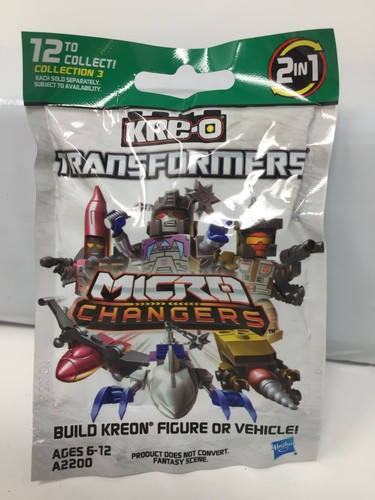 12 TO
COLLECT!
COLLECTION 3
EACH SOLD SEPARATELY.
SUBJECT TO AVAILABILITY.
2 IN 1
KRE-O
TRANSFORMERS
MICRO
CHANGERS™
BUILD KREON® FIGURE OR VEHICLE!
AGES 6-12
A2200
PRODUCT DOES NOT CONVERT.
FANTASY SCENE.
Hasbro